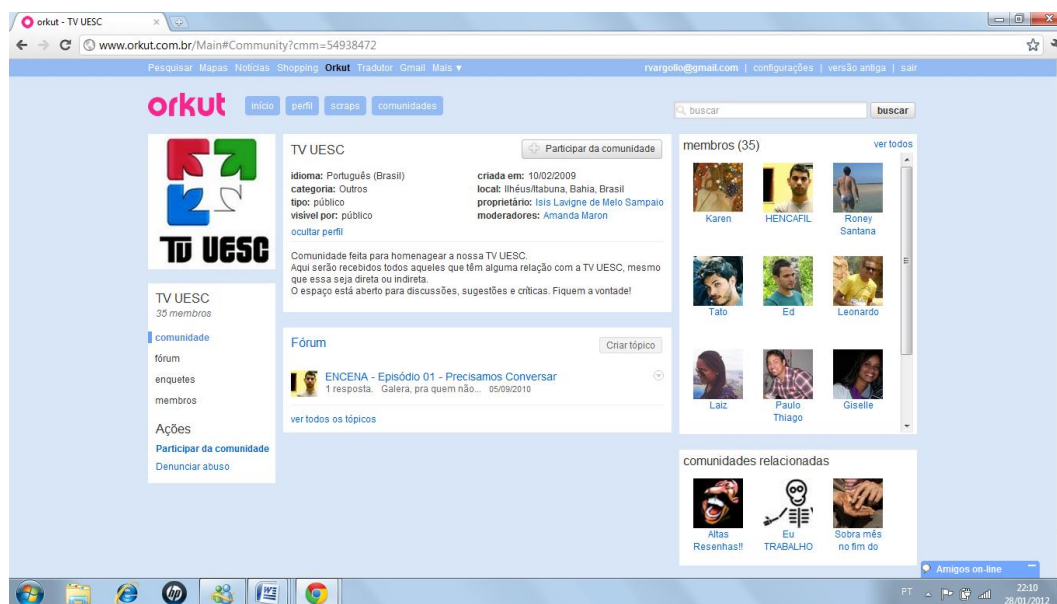 orkut - TV UESC
www.orkut.com.br/Main#Community?cmm=54938472
Pesquisar Mapas Notícias Shopping Orkut Tradutor Gmail Mais ▼
rvargollo@gmail.com | configurações | versão antiga | sair
orkut
início perfil scraps comunidades
buscar buscar
TV UESC
TV UESC
35 membros
comunidade
fórum
enquetes
membros
Ações
Participar da comunidade
Denunciar abuso
TV UESC
Participar da comunidade
idioma: Português (Brasil)
categoria: Outros
tipo: público
visível por: público
criada em: 10/02/2009
local: Ilhéus/Itabuna, Bahia, Brasil
proprietário: Isis Lavigne de Melo Sampaio
moderadores: Amanda Maron
ocultar perfil
Comunidade feita para homenagear a nossa TV UESC.
Aqui serão recebidos todos aqueles que têm alguma relação com a TV UESC, mesmo
que essa seja direta ou indireta.
O espaço está aberto para discussões, sugestões e críticas. Fiquem a vontade!
Fórum
Criar tópico
ENCENA - Episódio 01 - Precisamos Conversar
1 resposta. Galera, pra quem não... 05/09/2010
ver todos os tópicos
membros (35)
ver todos
Karen
HENCAFIL
Roney
Santana
Tato
Ed
Leonardo
Laiz
Paulo
Thiago
Giselle
comunidades relacionadas
Altas
Resenhas!!
Eu
TRABALHO
Sobra mês
no fim do
Amigos on-line
PT
22:10
28/01/2012